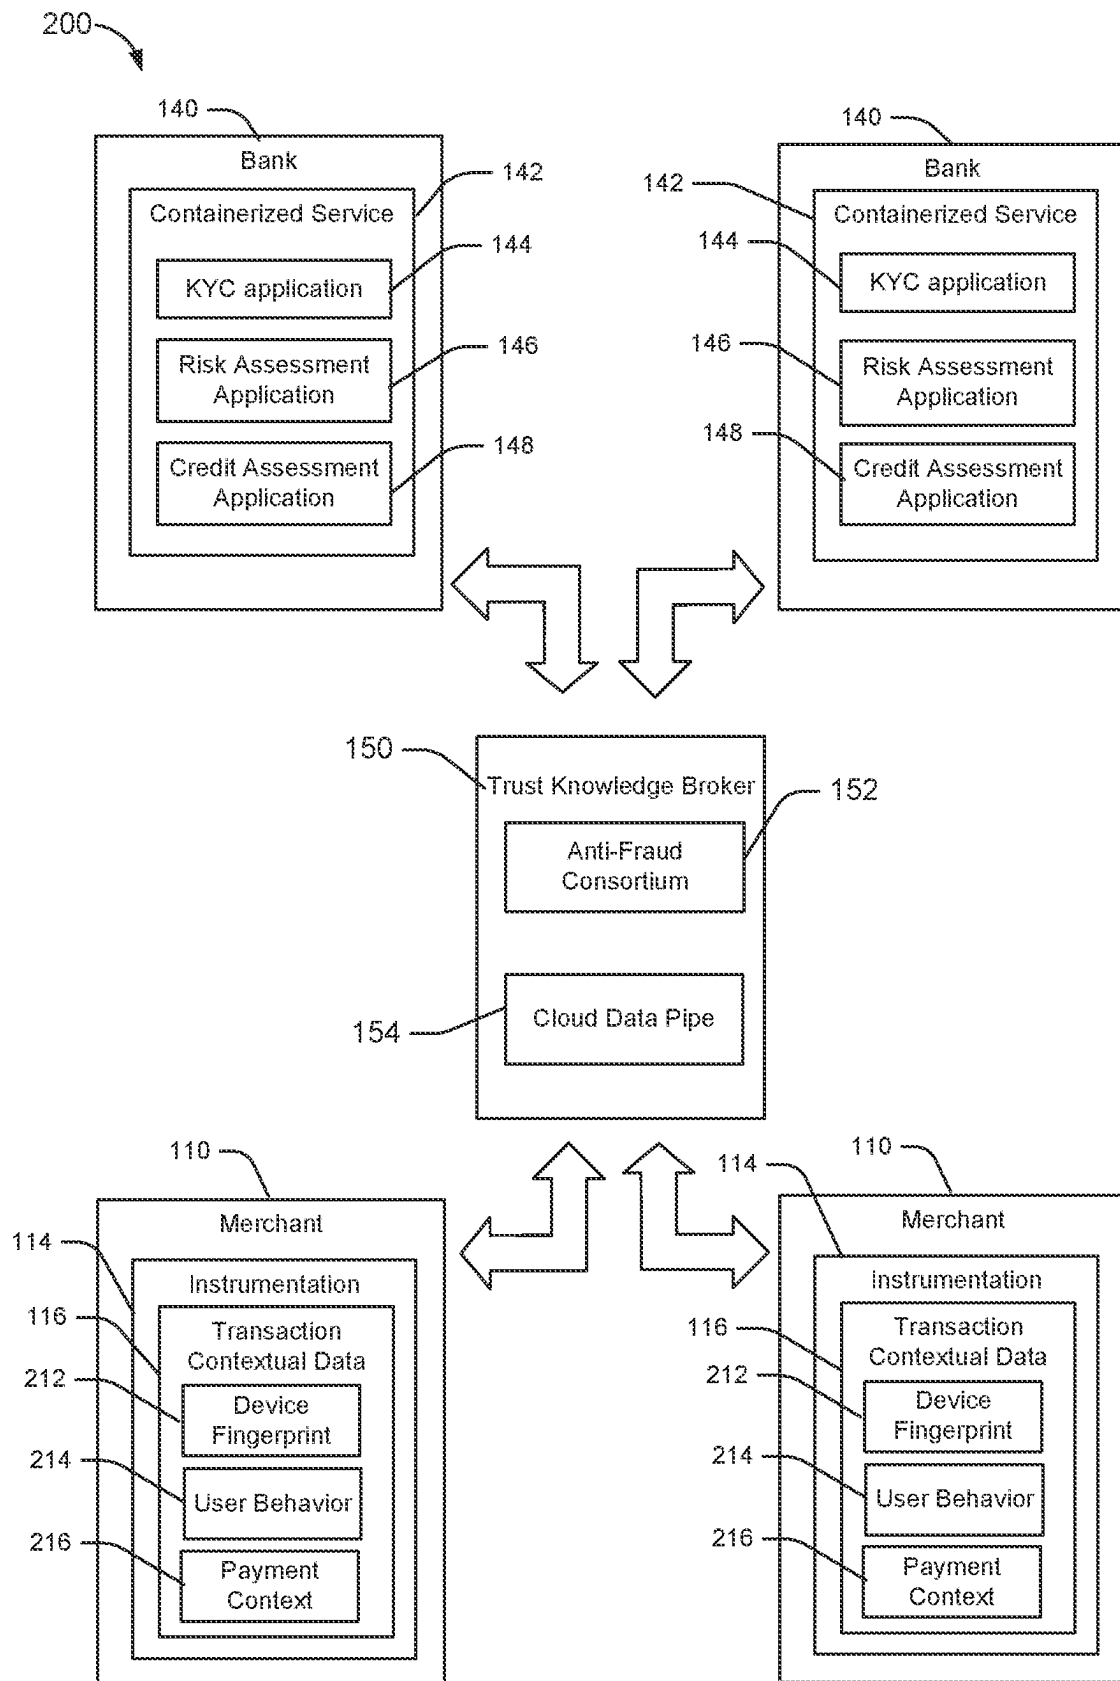 200
140
Bank
142
Containerized Service
144
KYC application
146
Risk Assessment
Application
148
Credit Assessment
Application
140
Bank
142
Containerized Service
144
KYC application
146
Risk Assessment
Application
148
Credit Assessment
Application
150
Trust Knowledge Broker
152
Anti-Fraud
Consortium
154
Cloud Data Pipe
110
Merchant
114
Instrumentation
116
Transaction
Contextual Data
212
Device
Fingerprint
214
User Behavior
216
Payment
Context
110
Merchant
114
Instrumentation
116
Transaction
Contextual Data
212
Device
Fingerprint
214
User Behavior
216
Payment
Context